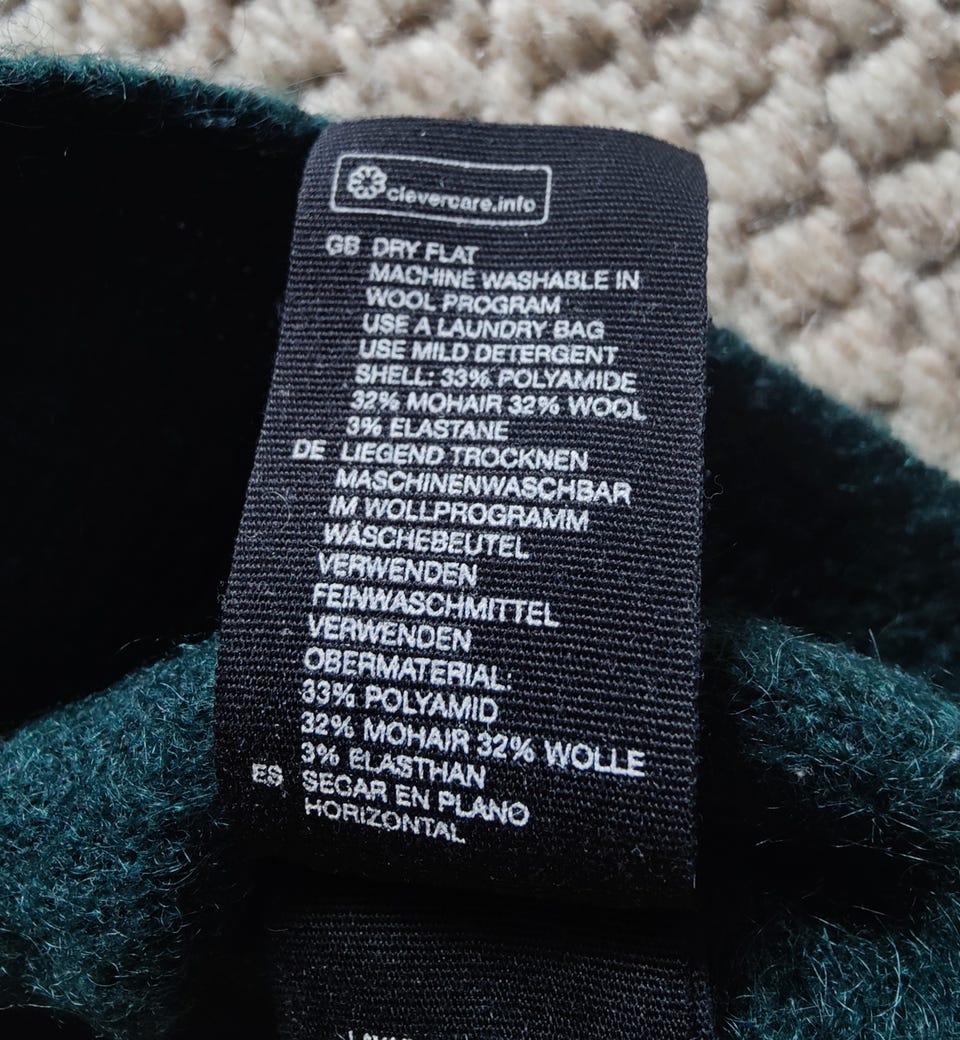 clevercare.info
GB DRY FLAT
MACHINE WASHABLE IN
WOOL PROGRAM
USE A LAUNDRY BAG
USE MILD DETERGENT
SHELL: 33% POLYAMIDE
32% MOHAIR 32% WOOL
3% ELASTANE
DE LIEGEND TROCKNEN
MASCHINENWASCHBAR
IM WOLLPROGRAMM
WÄSCHEBEUTEL
VERWENDEN
FEINWASCHMITTEL
VERWENDEN
OBERMATERIAL:
33% POLYAMID
32% MOHAIR 32% WOLLE
3% ELASTHAN
ES SECAR EN PLANO
HORIZONTAL